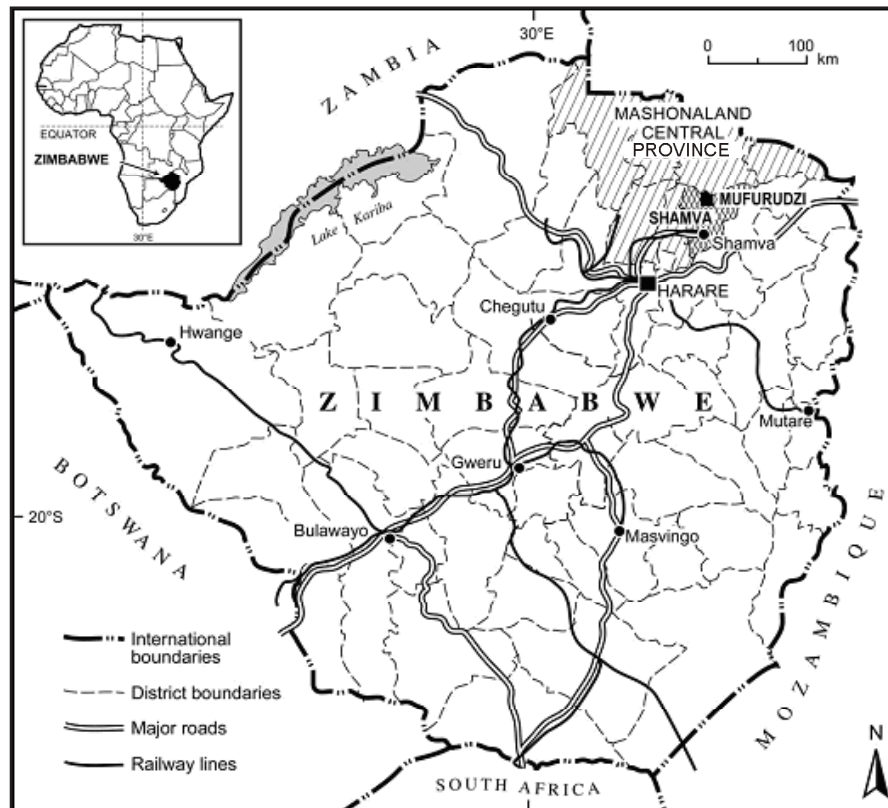 30°E
0 100
km
ZAMBIA
MASHONALAND
CENTRAL
PROVINCE
EQUATOR
ZIMBABWE
30°E
MUFURUDZI
SHAMVA
Shamva
Lake Kariba
HARARE
Chegutu
Hwange
ZIMBABWE
Mutare
Gweru
BOTSWANA
20°S
Bulawayo
Masvingo
MOZAMBIQUE
International
boundaries
District boundaries
Major roads
Railway lines
SOUTH AFRICA
N